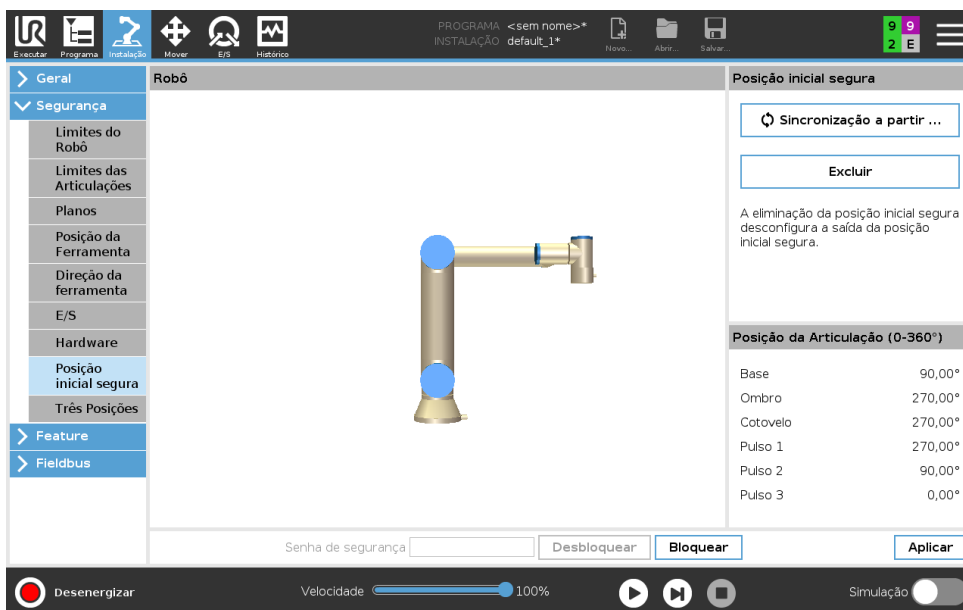 PROGRAMA <sem nome>*
INSTALAÇÃO default_1*
Executar
Programa
Instalação
Mover
E/S
Histórico
Novo...
Abrir...
Salvar...
9 9
2 E
Geral
Segurança
Limites do
Robô
Limites das
Articulações
Planos
Posição da
Ferramenta
Direção da
ferramenta
E/S
Hardware
Posição
inicial segura
Três Posições
Feature
Fieldbus
Robô
Posição inicial segura
Sincronização a partir ...
Excluir
A eliminação da posição inicial segura
desconfigura a saída da posição
inicial segura.
Posição da Articulação (0-360°)
Base 90,00°
Ombro 270,00°
Cotovelo 270,00°
Pulso 1 270,00°
Pulso 2 90,00°
Pulso 3 0,00°
Senha de segurança
Desbloquear
Bloquear
Aplicar
Desenergizar
Velocidade 100%
Simulação